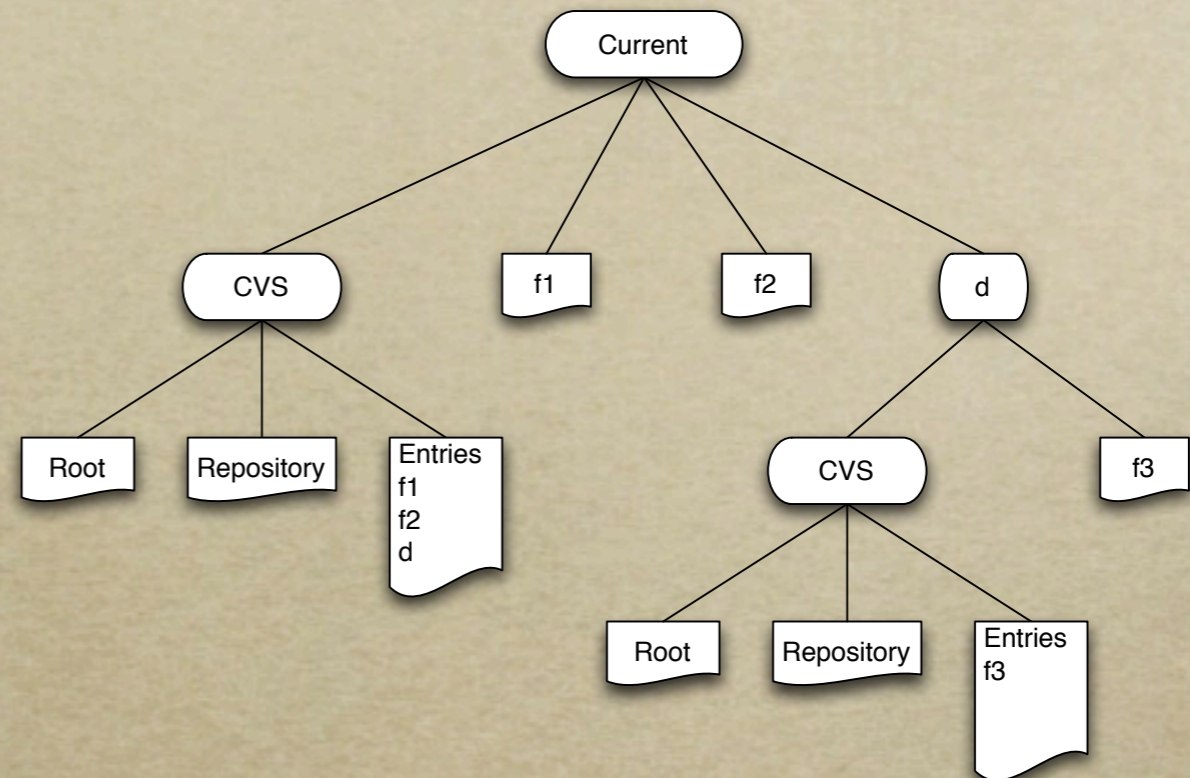 Current
CVS
f1
f2
d
Root
Repository
Entries
f1
f2
d
CVS
f3
Root
Repository
Entries
f3